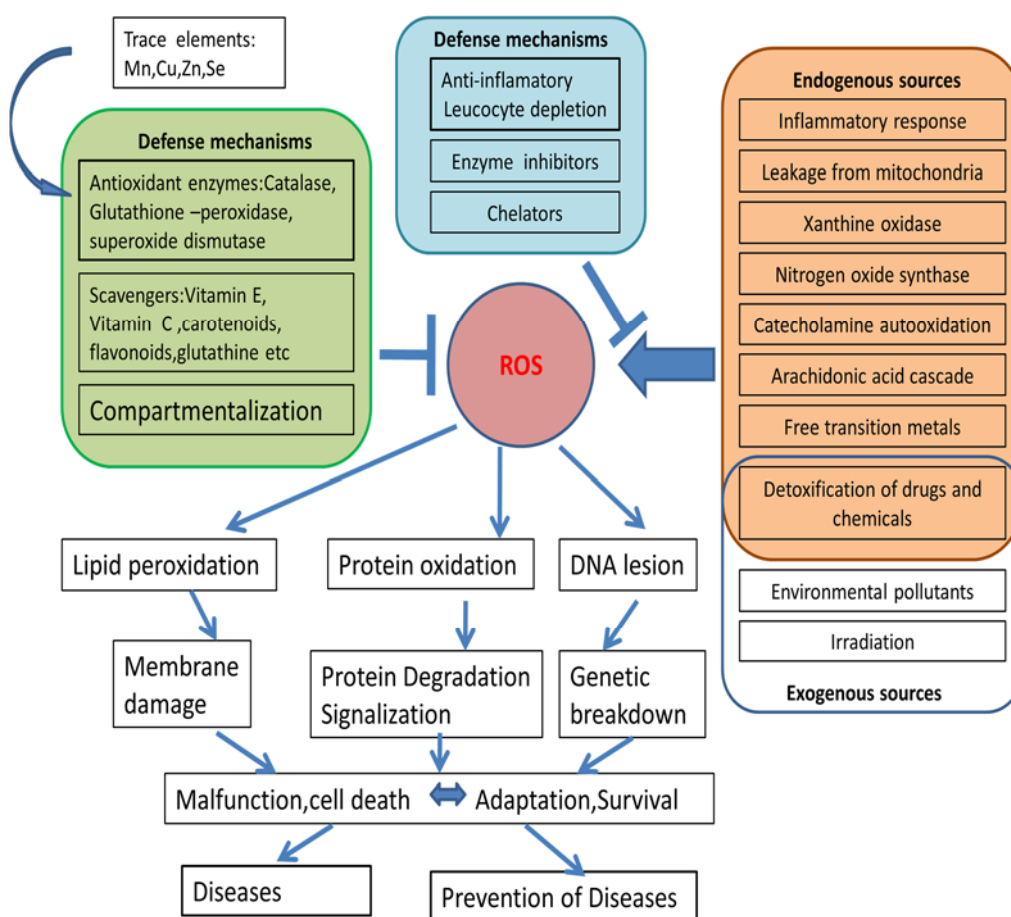 Trace elements:
Mn,Cu,Zn,Se
Defense mechanisms
Antioxidant enzymes:Catalase,
Glutathione –peroxidase,
superoxide dismutase
Scavengers:Vitamin E,
Vitamin C ,carotenoids,
flavonoids,glutathine etc
Compartmentalization
Defense mechanisms
Anti-inflamatory
Leucocyte depletion
Enzyme inhibitors
Chelators
Endogenous sources
Inflammatory response
Leakage from mitochondria
Xanthine oxidase
Nitrogen oxide synthase
Catecholamine autooxidation
Arachidonic acid cascade
Free transition metals
Detoxification of drugs and
chemicals
Environmental pollutants
Irradiation
Exogenous sources
ROS
Lipid peroxidation
Protein oxidation
DNA lesion
Membrane
damage
Protein Degradation
Signalization
Genetic
breakdown
Malfunction,cell death
Adaptation,Survival
Diseases
Prevention of Diseases